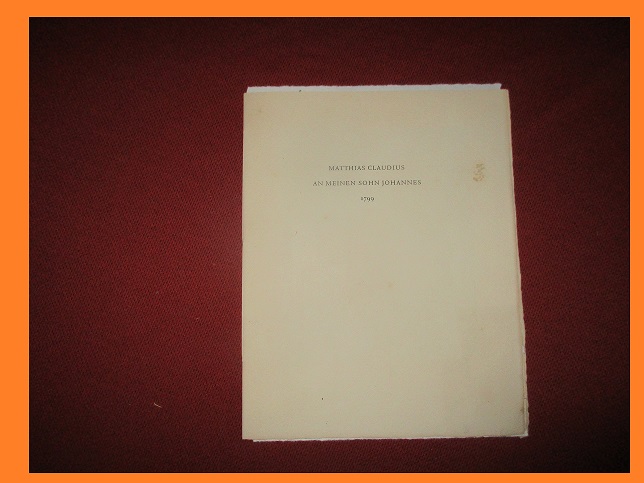 MATTHIAS CLAUDIUS
AN MEINEN SOHN JOHANNES
1799